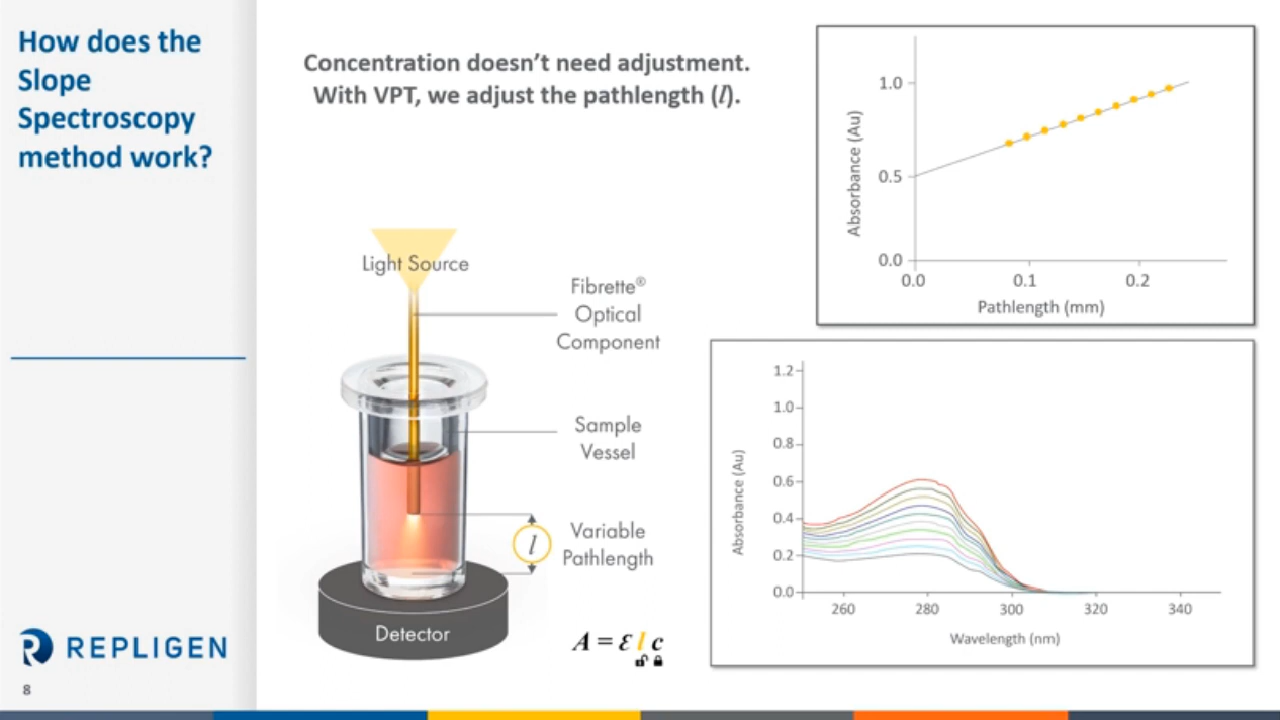 How does the
Slope
Spectroscopy
method work?
Concentration doesn't need adjustment.
With VPT, we adjust the pathlength (l).
Light Source
Fibrette®
Optical
Component
Sample
Vessel
Variable
Pathlength
l
Detector
A = Ɛ l c
Absorbance (Au)
1.0
0.5
0.0
0.0 0.1 0.2
Pathlength (mm)
Absorbance (Au)
1.2
1.0
0.8
0.6
0.4
0.2
0.0
260 280 300 320 340
Wavelength (nm)
REPLIGEN
8